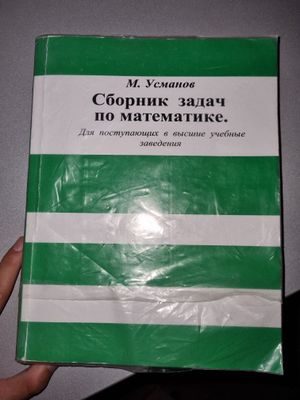 М. Усманов
Сборник задач
по математике.
Для поступающих в высшие учебные
заведения